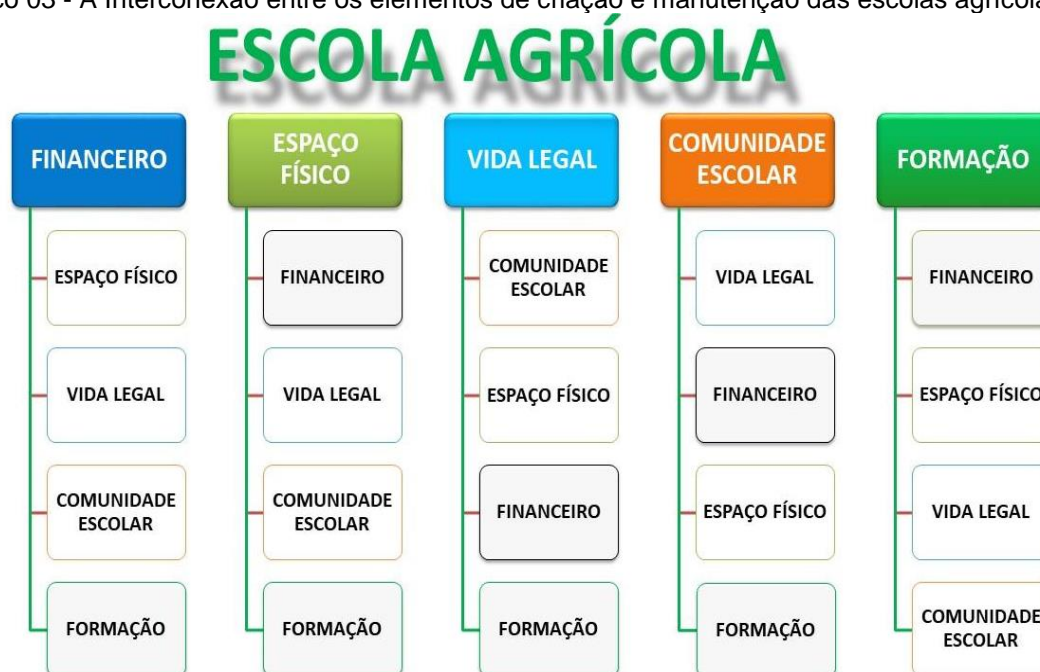 co 03 - A Interconexão entre os elementos de criação e manutenção das escolas agrícola
ESCOLA AGRÍCOLA
FINANCEIRO
ESPAÇO FÍSICO
VIDA LEGAL
COMUNIDADE
ESCOLAR
FORMAÇÃO
ESPAÇO
FÍSICO
FINANCEIRO
VIDA LEGAL
COMUNIDADE
ESCOLAR
FORMAÇÃO
VIDA LEGAL
COMUNIDADE
ESCOLAR
ESPAÇO FÍSICO
FINANCEIRO
FORMAÇÃO
COMUNIDADE
ESCOLAR
VIDA LEGAL
FINANCEIRO
ESPAÇO FÍSICO
FORMAÇÃO
FORMAÇÃO
FINANCEIRO
ESPAÇO FÍSICO
VIDA LEGAL
COMUNIDADE
ESCOLAR